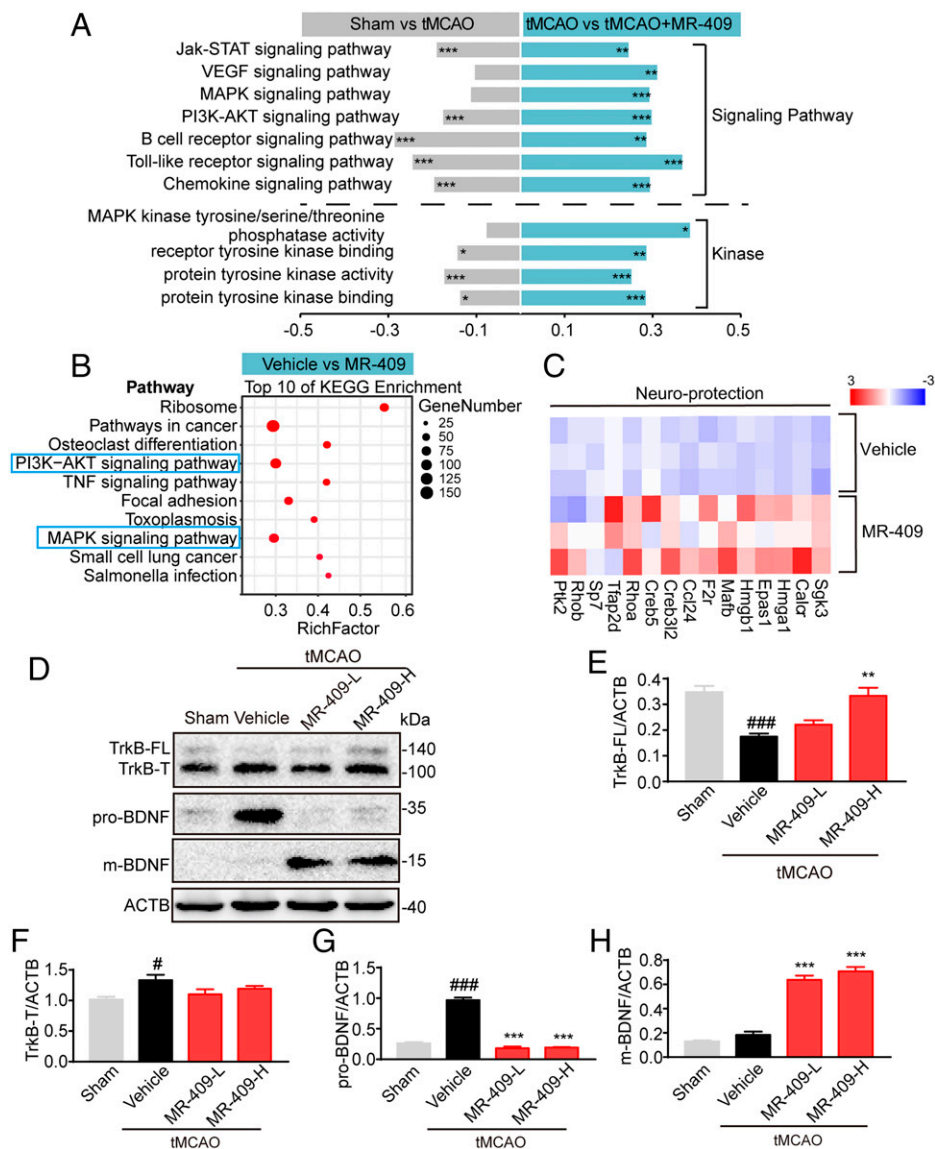 A
Sham vs tMCAO
tMCAO vs tMCAO+MR-409
Jak-STAT signaling pathway
***
**
VEGF signaling pathway
**
MAPK signaling pathway
***
PI3K-AKT signaling pathway
***
***
B cell receptor signaling pathway
***
**
Toll-like receptor signaling pathway
***
***
Chemokine signaling pathway
***
***
Signaling Pathway
MAPK kinase tyrosine/serine/threonine
phosphatase activity
*
receptor tyrosine kinase binding
*
**
protein tyrosine kinase activity
***
***
protein tyrosine kinase binding
*
***
Kinase
-0.5
-0.3
-0.1
0.1
0.3
0.5
B
Vehicle vs MR-409
Pathway
Top 10 of KEGG Enrichment
Ribosome
Pathways in cancer
Osteoclast differentiation
PI3K−AKT signaling pathway
TNF signaling pathway
Focal adhesion
Toxoplasmosis
MAPK signaling pathway
Small cell lung cancer
Salmonella infection
0.3
0.4
0.5
0.6
RichFactor
GeneNumber
25
50
75
100
125
150
C
Neuro-protection
3
-3
Vehicle
MR-409
Ptk2
Rhob
Sp7
Tfap2d
Rhoa
Creb5
Creb3l2
Ccl24
F2r
Mafb
Hmgb1
Epas1
Hmga1
Calcr
Sgk3
D
tMCAO
Sham
Vehicle
MR-409-L
MR-409-H
kDa
TrkB-FL
-140
TrkB-T
-100
pro-BDNF
-35
m-BDNF
-15
ACTB
-40
E
TrkB-FL/ACTB
0.4
0.3
0.2
0.1
0.0
###
**
Sham
Vehicle
MR-409-L
MR-409-H
tMCAO
F
TrkB-T/ACTB
1.5
1.0
0.5
0.0
#
Sham
Vehicle
MR-409-L
MR-409-H
tMCAO
G
pro-BDNF/ACTB
1.5
1.0
0.5
0.0
###
***
***
Sham
Vehicle
MR-409-L
MR-409-H
tMCAO
H
m-BDNF/ACTB
0.8
0.6
0.4
0.2
0.0
***
***
Sham
Vehicle
MR-409-L
MR-409-H
tMCAO